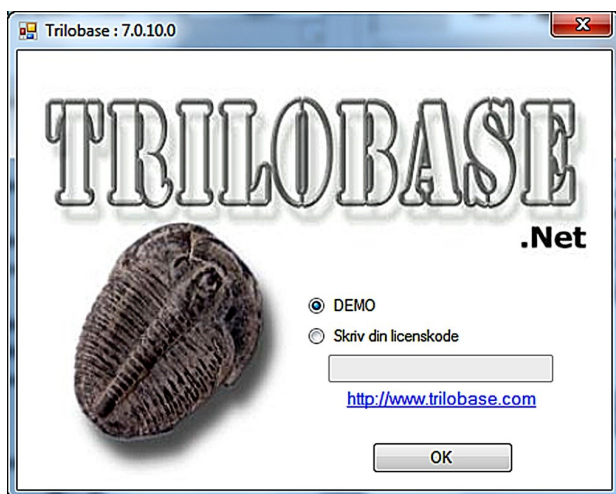 Trilobase : 7.0.10.0
TRILOBASE
.Net
DEMO
Skriv din licenskode
http://www.trilobase.com
OK